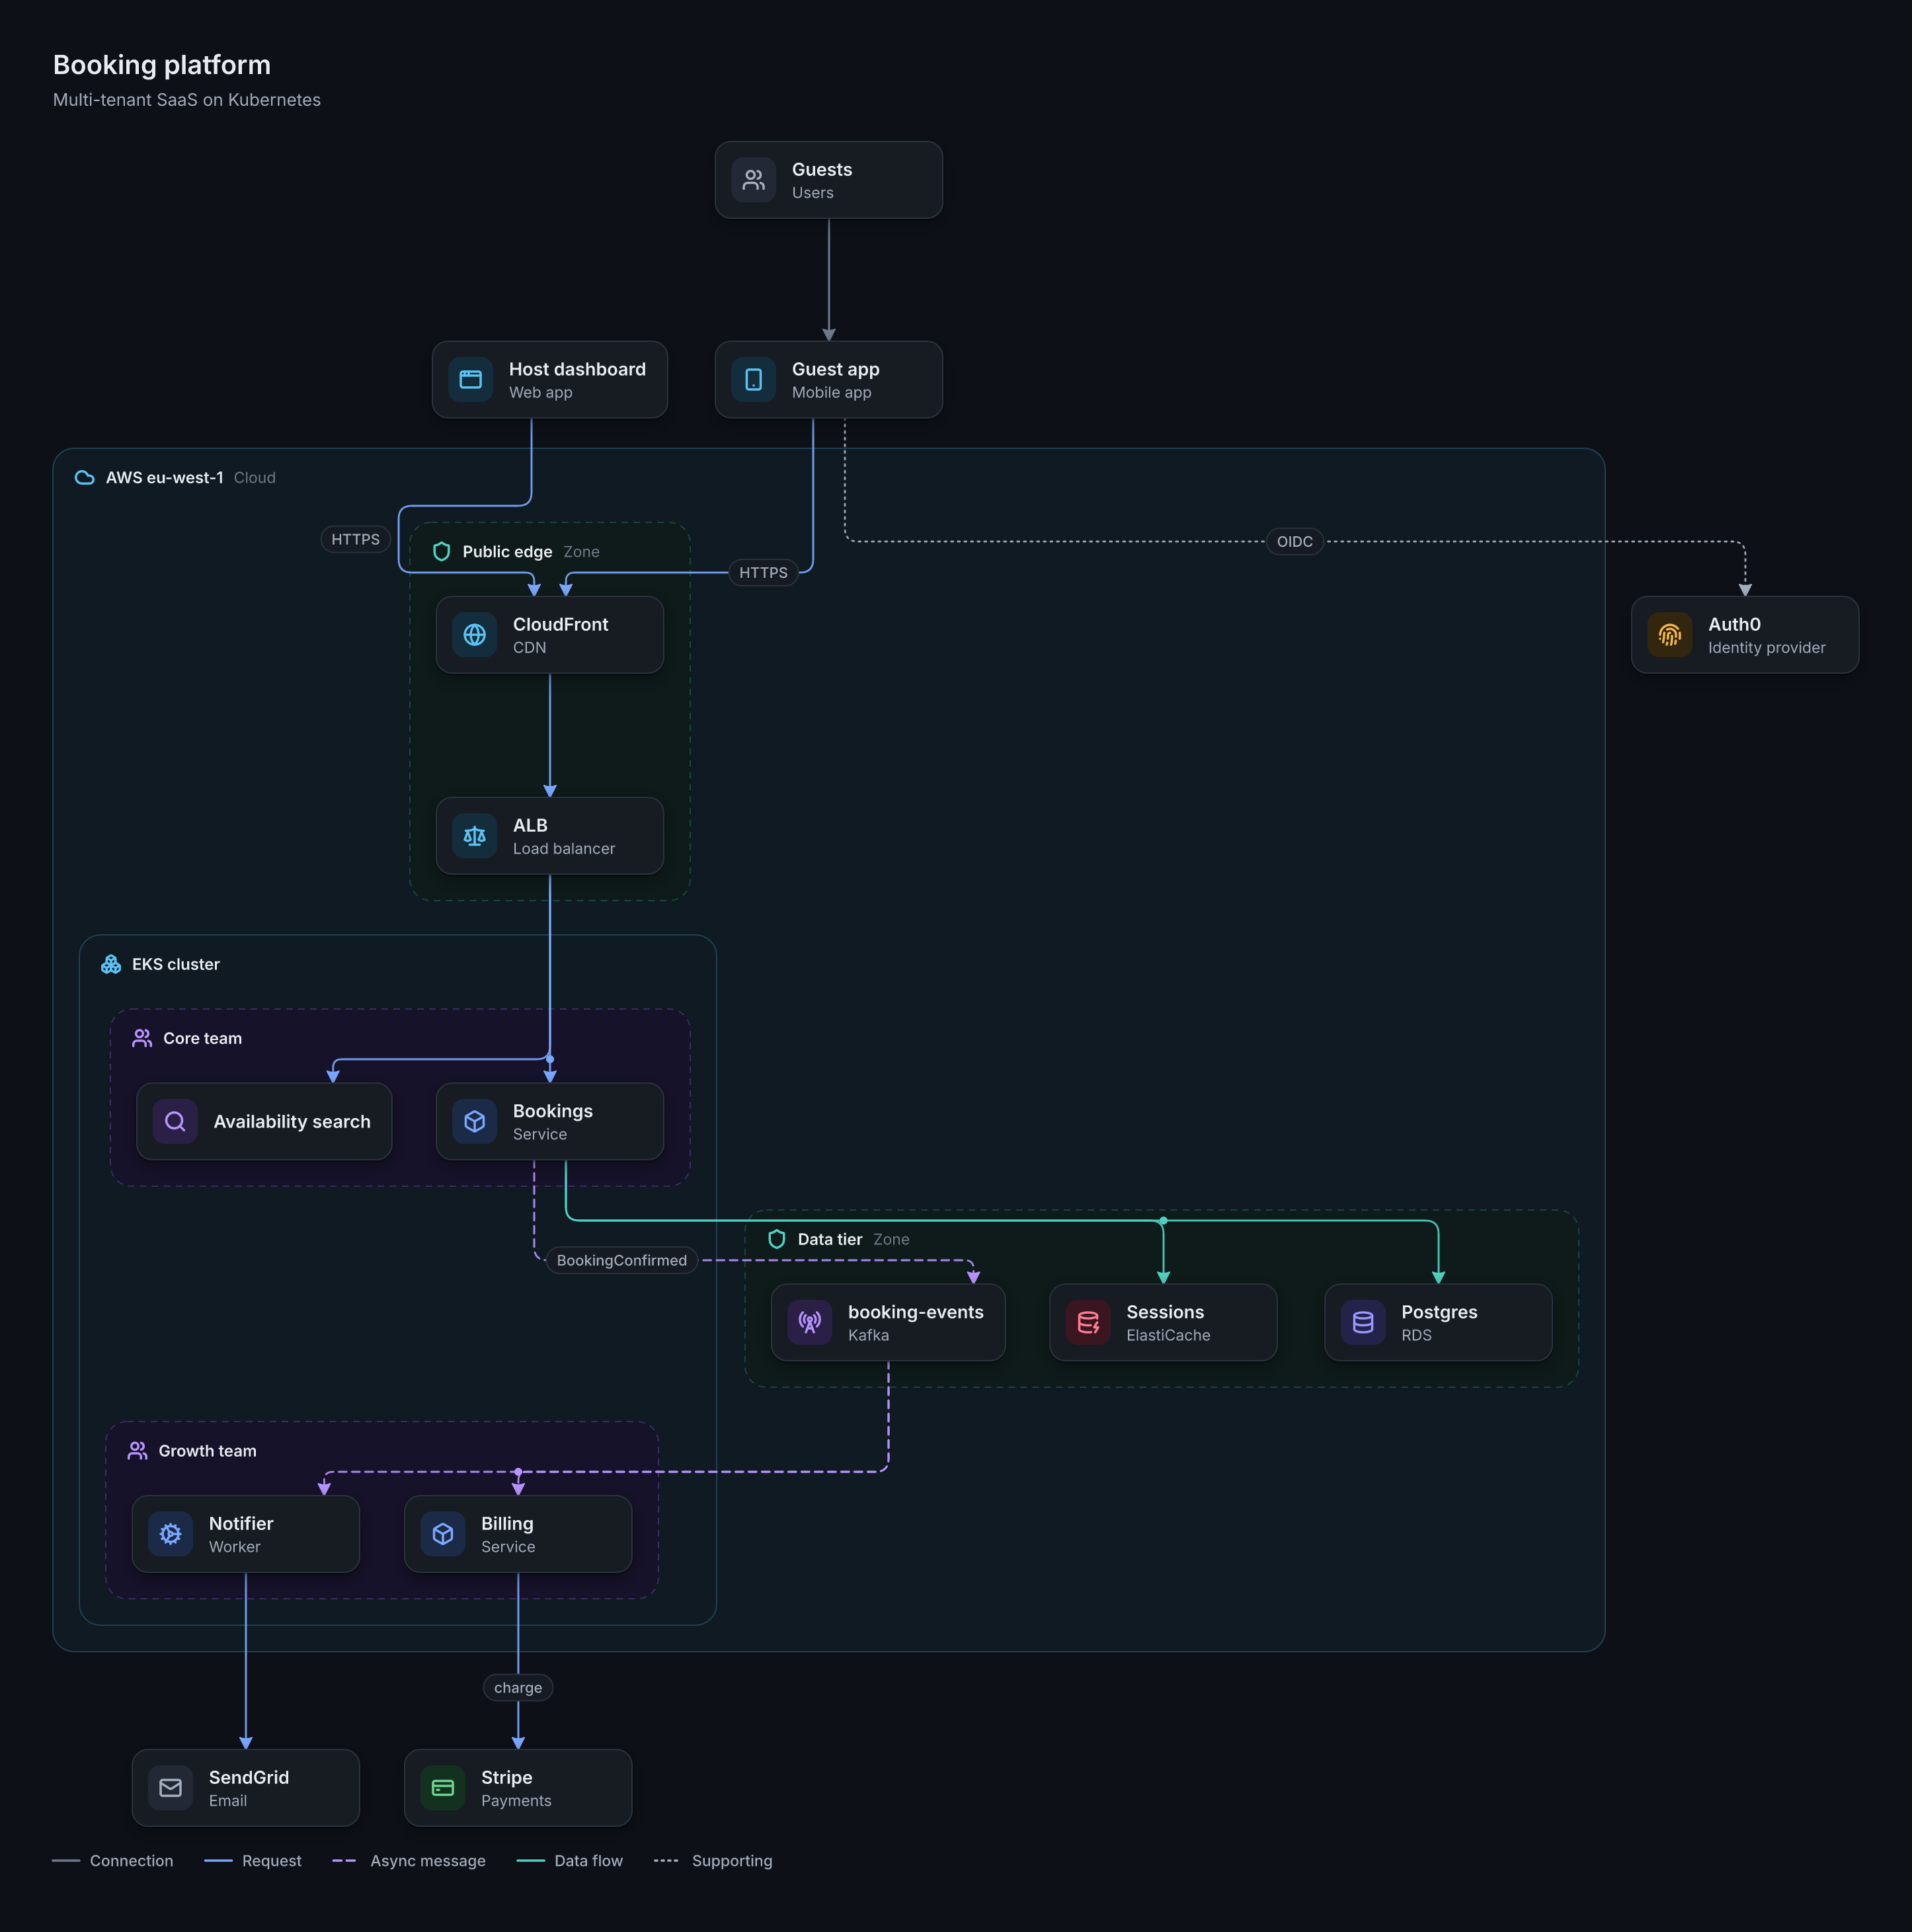 Booking platform
Multi-tenant SaaS on Kubernetes
Guests
Users
Host dashboard
Web app
Guest app
Mobile app
AWS eu-west-1 Cloud
HTTPS
OIDC
Public edge Zone
HTTPS
CloudFront
CDN
Auth0
Identity provider
ALB
Load balancer
EKS cluster
Core team
Availability search
Bookings
Service
Data tier Zone
BookingConfirmed
booking-events
Kafka
Sessions
ElastiCache
Postgres
RDS
Growth team
Notifier
Worker
Billing
Service
charge
SendGrid
Email
Stripe
Payments
Connection Request Async message Data flow Supporting